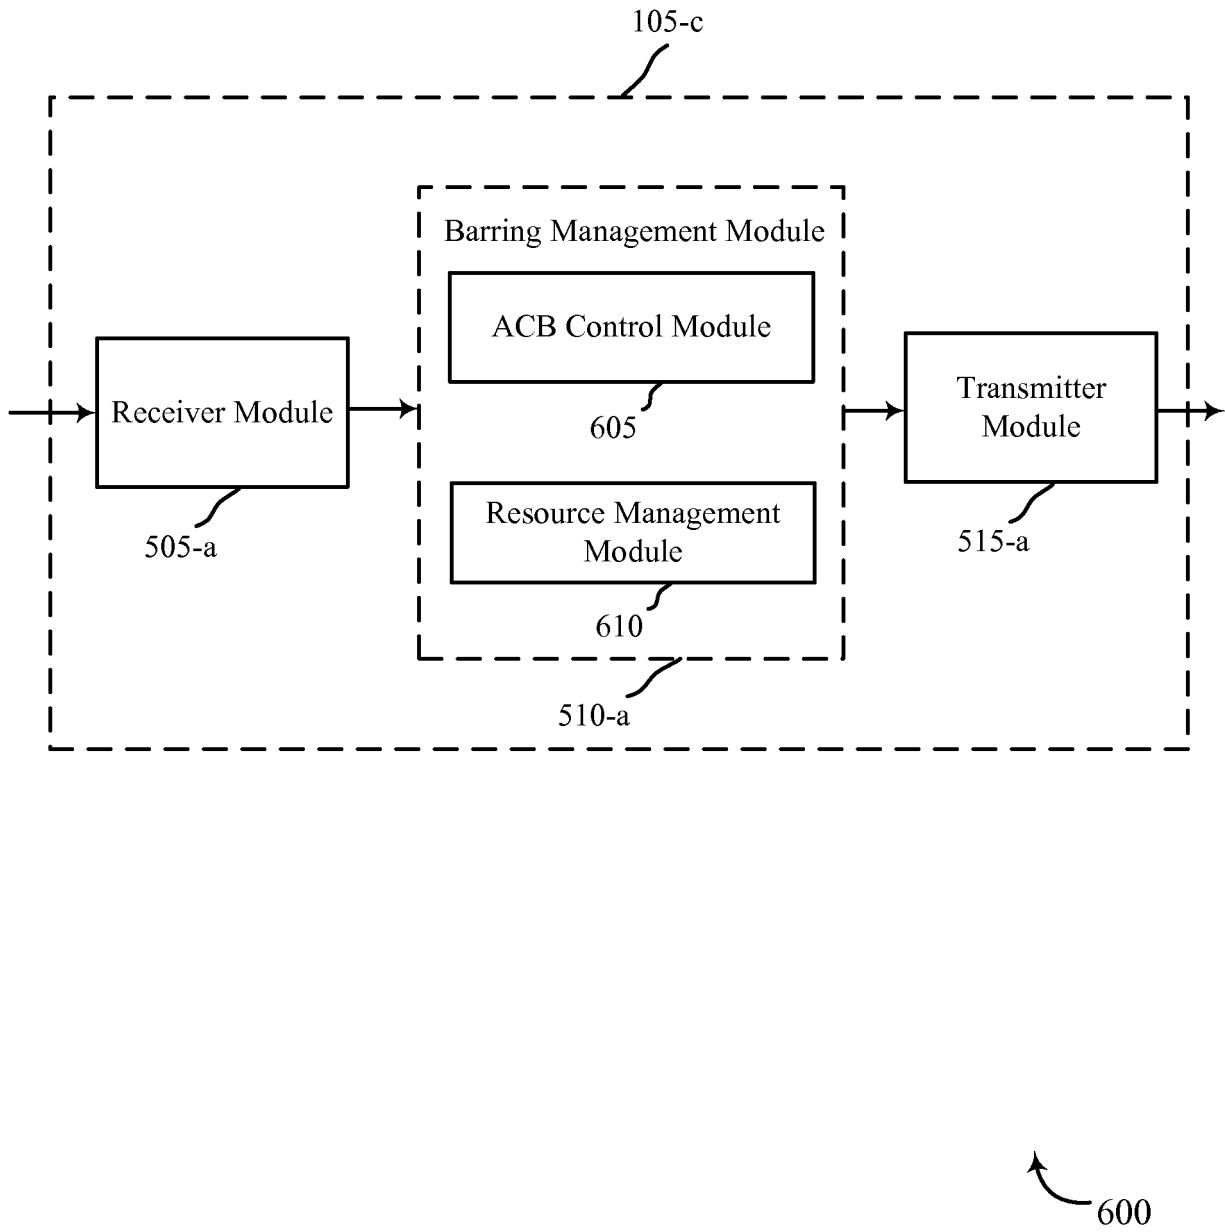 105-c
Barring Management Module
ACB Control Module
605
Receiver Module
505-a
Transmitter
Module
515-a
Resource Management
Module
610
510-a
600